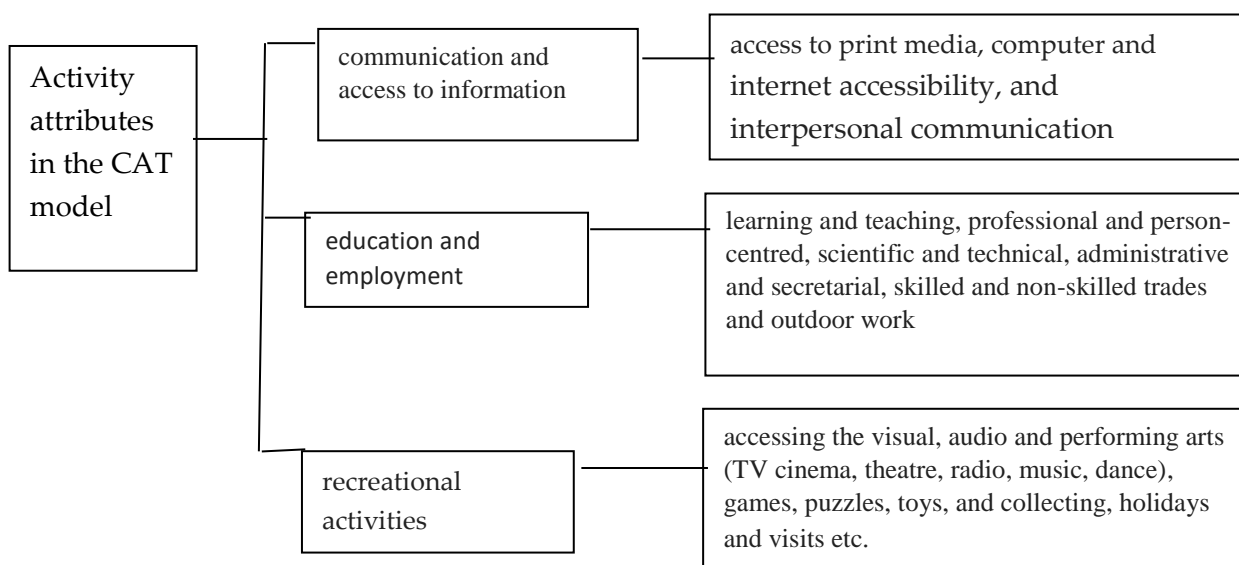 Activity
attributes
in the CAT
model
communication and
access to information
access to print media, computer and
internet accessibility, and
interpersonal communication
education and
employment
learning and teaching, professional and person-
centred, scientific and technical, administrative
and secretarial, skilled and non-skilled trades
and outdoor work
recreational
activities
accessing the visual, audio and performing arts
(TV cinema, theatre, radio, music, dance),
games, puzzles, toys, and collecting, holidays
and visits etc.